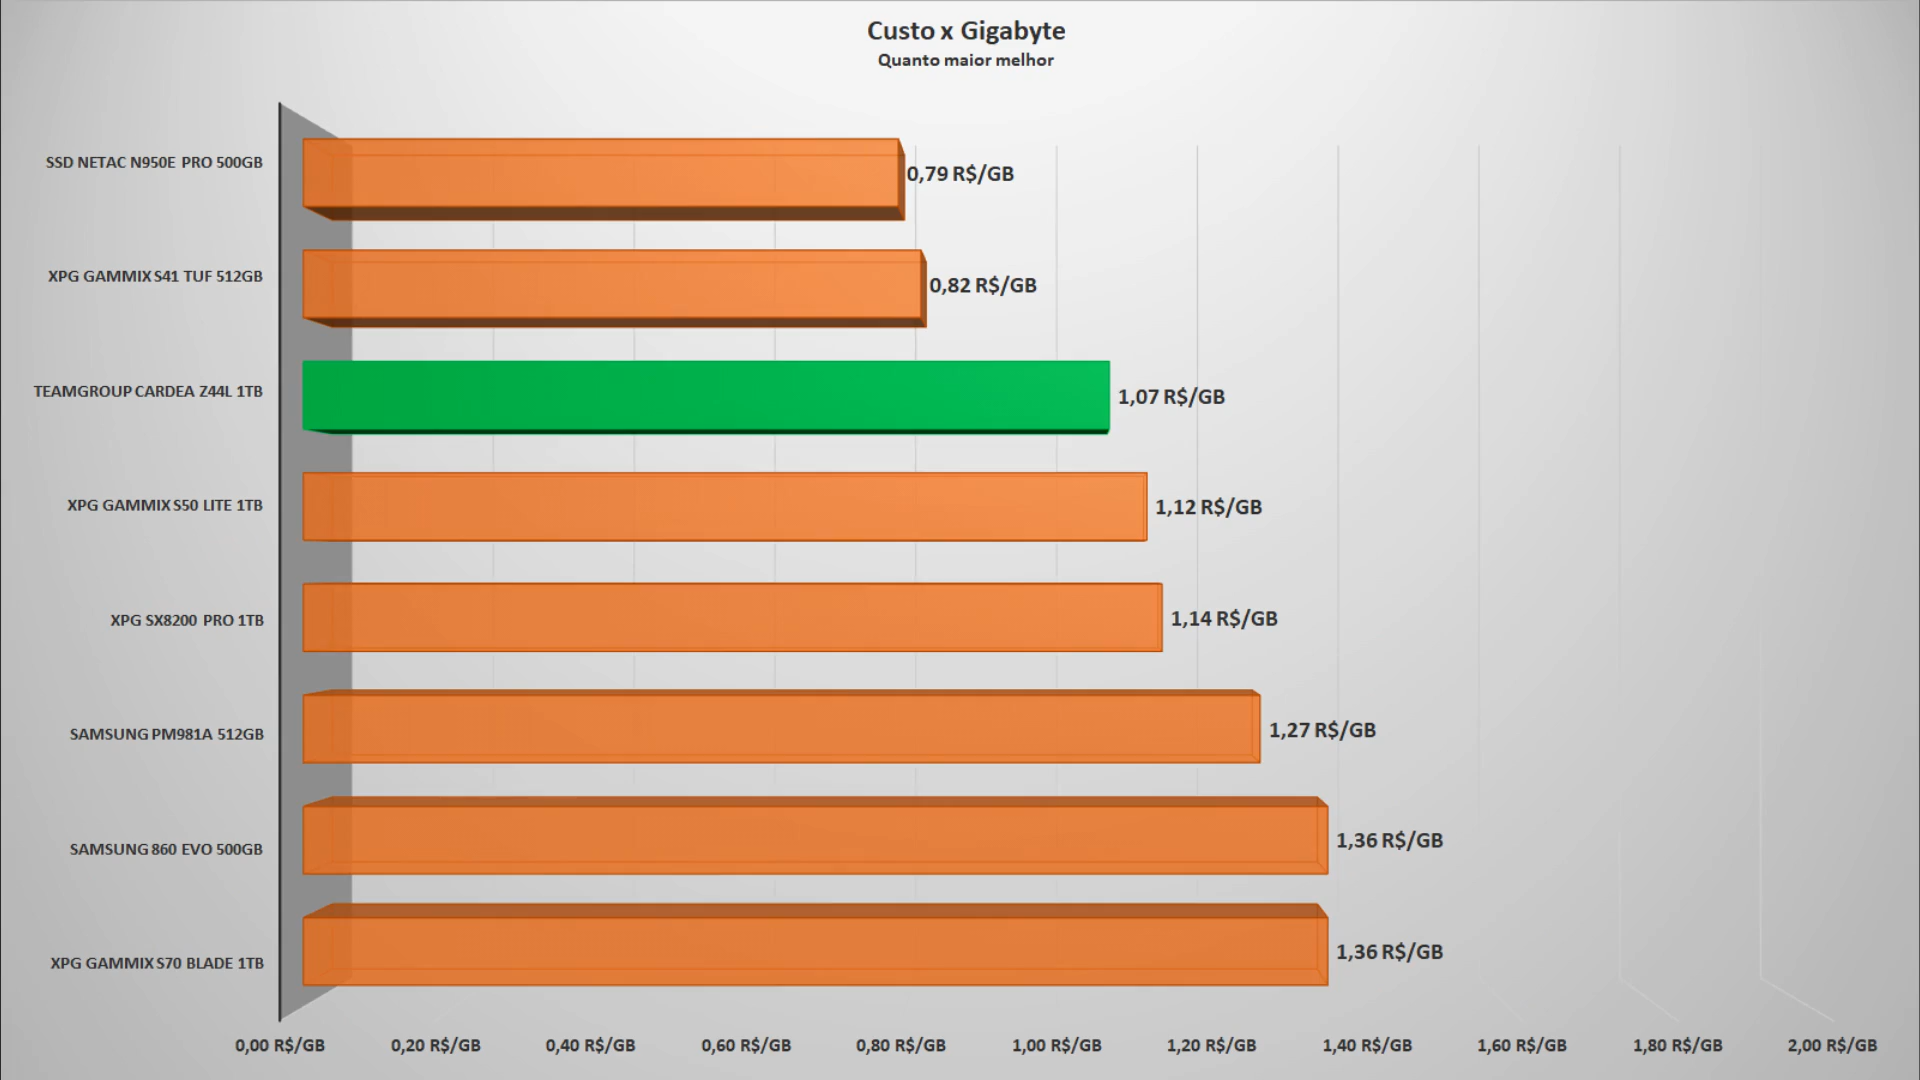 Custo x Gigabyte
Quanto maior melhor
SSD NETAC N950E PRO 500GB
0,79 R$/GB
XPG GAMMIX S41 TUF 512GB
0,82 R$/GB
TEAMGROUP CARDEA Z44L 1TB
1,07 R$/GB
XPG GAMMIX S50 LITE 1TB
1,12 R$/GB
XPG SX8200 PRO 1TB
1,14 R$/GB
SAMSUNG PM981A 512GB
1,27 R$/GB
SAMSUNG 860 EVO 500GB
1,36 R$/GB
XPG GAMMIX S70 BLADE 1TB
1,36 R$/GB
0,00 R$/GB 0,20 R$/GB 0,40 R$/GB 0,60 R$/GB 0,80 R$/GB 1,00 R$/GB 1,20 R$/GB 1,40 R$/GB 1,60 R$/GB 1,80 R$/GB 2,00 R$/GB